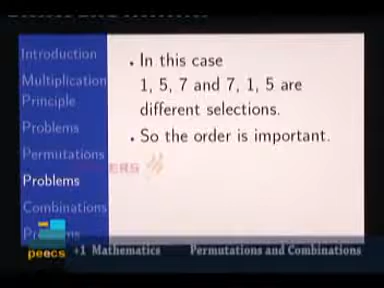 Introduction
Multiplication
Principle
Problems
Permutations
Problems
Combinations
• In this case
1, 5, 7 and 7, 1, 5 are
different selections.
• So the order is important.
peecs
+1 Mathematics
Permutations and Combinations